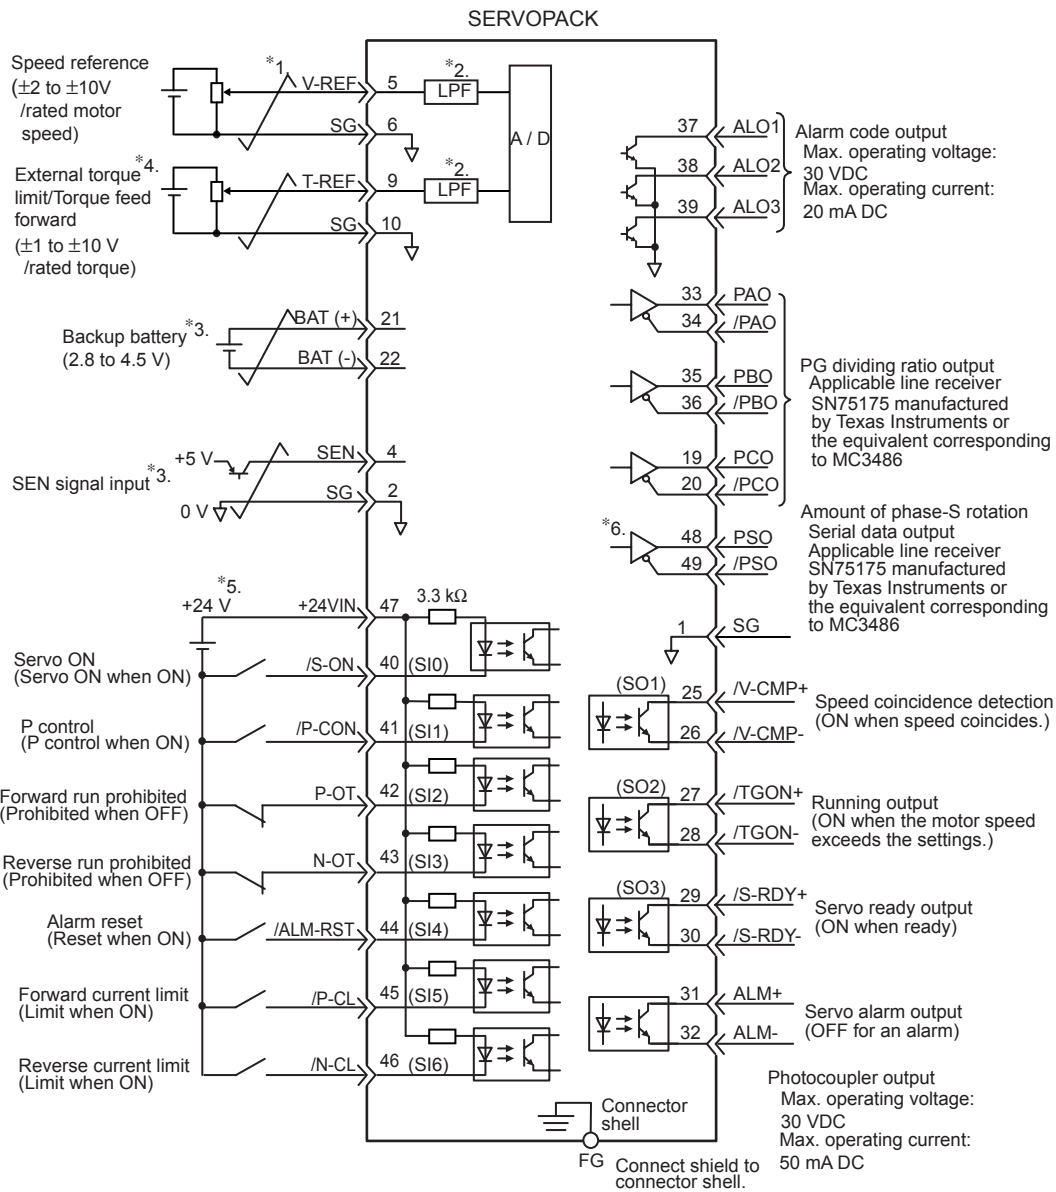 SERVOPACK
Speed reference
(±2 to ±10V
/rated motor
speed)
*1.
V-REF
5
*2.
LPF
SG
6
A / D
External torque
*4.
limit/Torque feed
forward
(±1 to ±10 V
/rated torque)
T-REF
9
*2.
LPF
SG
10
Backup battery
*3.
(2.8 to 4.5 V)
BAT (+)
21
BAT (-)
22
SEN signal input
*3.
+5 V
SEN
4
0 V
SG
2
*5.
+24 V
+24VIN
47
3.3 kΩ
Servo ON
(Servo ON when ON)
/S-ON
40
(SI0)
P control
(P control when ON)
/P-CON
41
(SI1)
Forward run prohibited
(Prohibited when OFF)
P-OT
42
(SI2)
Reverse run prohibited
(Prohibited when OFF)
N-OT
43
(SI3)
Alarm reset
(Reset when ON)
/ALM-RST
44
(SI4)
Forward current limit
(Limit when ON)
/P-CL
45
(SI5)
Reverse current limit
(Limit when ON)
/N-CL
46
(SI6)
37
ALO1
38
ALO2
39
ALO3
Alarm code output
Max. operating voltage:
30 VDC
Max. operating current:
20 mA DC
33
PAO
34
/PAO
35
PBO
36
/PBO
19
PCO
20
/PCO
PG dividing ratio output
Applicable line receiver
SN75175 manufactured
by Texas Instruments or
the equivalent corresponding
to MC3486
*6.
48
PSO
49
/PSO
Amount of phase-S rotation
Serial data output
Applicable line receiver
SN75175 manufactured
by Texas Instruments or
the equivalent corresponding
to MC3486
1
SG
(SO1)
25
/V-CMP+
26
/V-CMP-
Speed coincidence detection
(ON when speed coincides.)
(SO2)
27
/TGON+
28
/TGON-
Running output
(ON when the motor speed
exceeds the settings.)
(SO3)
29
/S-RDY+
30
/S-RDY-
Servo ready output
(ON when ready)
31
ALM+
32
ALM-
Servo alarm output
(OFF for an alarm)
Photocoupler output
Max. operating voltage:
30 VDC
Max. operating current:
50 mA DC
Connector
shell
FG
Connect shield to
connector shell.